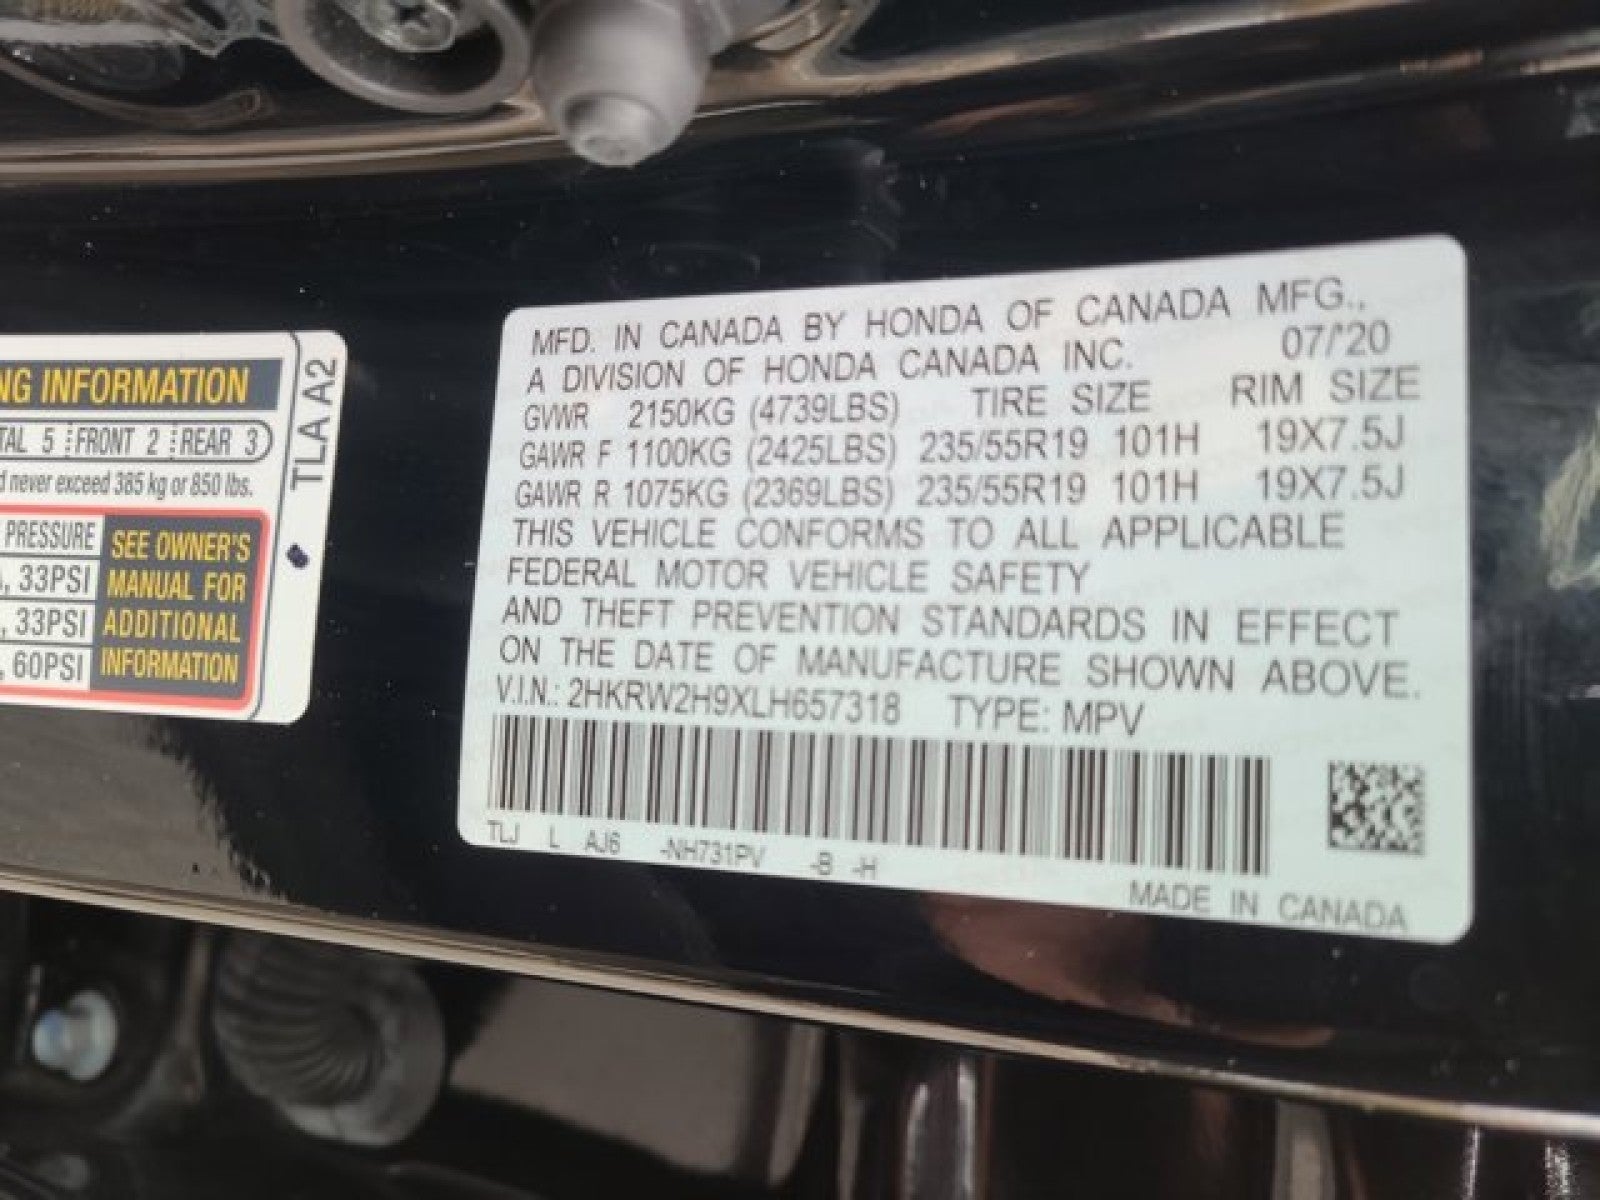 NG INFORMATION
TAL 5 FRONT 2 REAR 3
d never exceed 385 kg or 850 lbs.
PRESSURE
, 33PSI
, 33PSI
, 60PSI
SEE OWNER'S
MANUAL FOR
ADDITIONAL
INFORMATION
TLA A2
MFD. IN CANADA BY HONDA OF CANADA MFG.,
A DIVISION OF HONDA CANADA INC. 07/'20
GVWR 2150KG (4739LBS) TIRE SIZE RIM SIZE
GAWR F 1100KG (2425LBS) 235/55R19 101H 19X7.5J
GAWR R 1075KG (2369LBS) 235/55R19 101H 19X7.5J
THIS VEHICLE CONFORMS TO ALL APPLICABLE
FEDERAL MOTOR VEHICLE SAFETY
AND THEFT PREVENTION STANDARDS IN EFFECT
ON THE DATE OF MANUFACTURE SHOWN ABOVE.
V.I.N.: 2HKRW2H9XLH657318 TYPE: MPV
TLJ L AJ6 -NH731PV -B -H
MADE IN CANADA